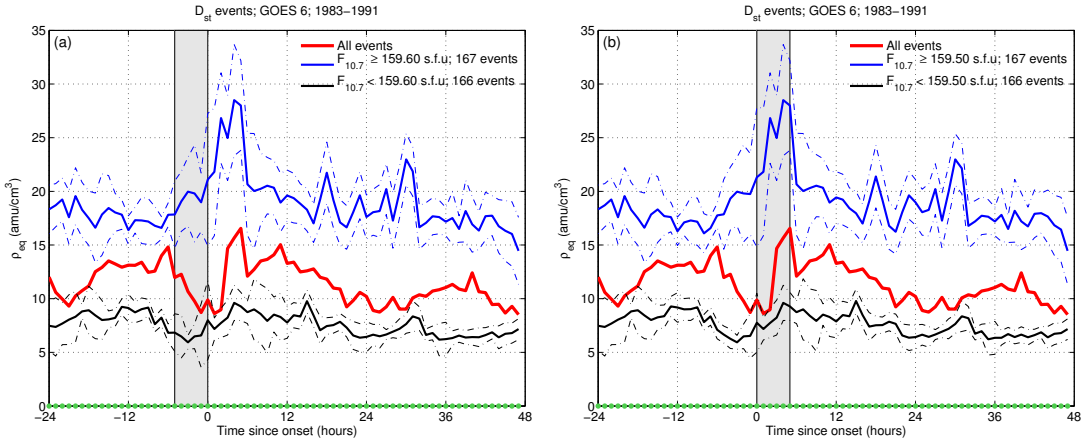 D_st events; GOES 6; 1983−1991
(a)
All events
F_10.7 ≥ 159.60 s.f.u; 167 events
F_10.7 < 159.60 s.f.u; 166 events
35
30
25
20
15
10
5
0
ρ_eq (amu/cm^3)
−24 −12 0 12 24 36 48
Time since onset (hours)
D_st events; GOES 6; 1983−1991
(b)
All events
F_10.7 ≥ 159.50 s.f.u; 167 events
F_10.7 < 159.50 s.f.u; 166 events
35
30
25
20
15
10
5
0
ρ_eq (amu/cm^3)
−24 −12 0 12 24 36 48
Time since onset (hours)